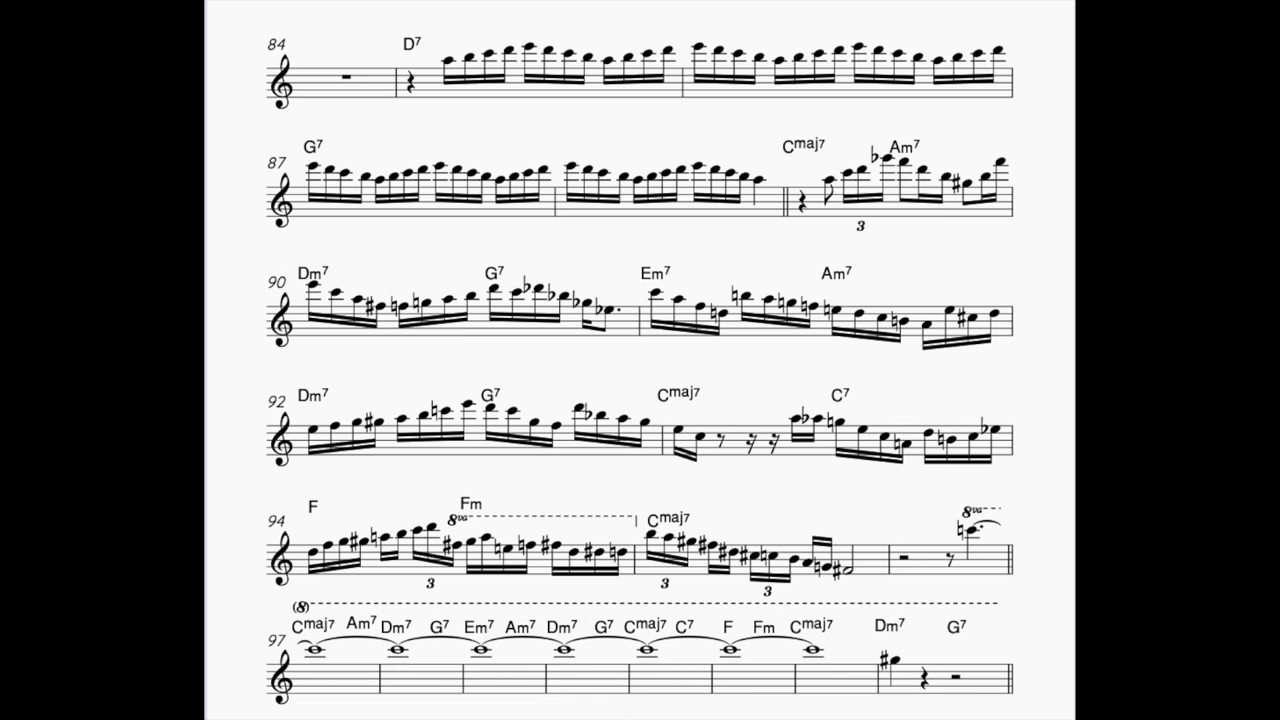 84 D7
87 G7 Cmaj7 Am7
3
90 Dm7 G7 Em7 Am7
92 Dm7 G7 Cmaj7 C7
94 F Fm 8va Cmaj7 8va
3 3 3
(8)
97 Cmaj7 Am7 Dm7 G7 Em7 Am7 Dm7 G7 Cmaj7 C7 F Fm Cmaj7 Dm7 G7